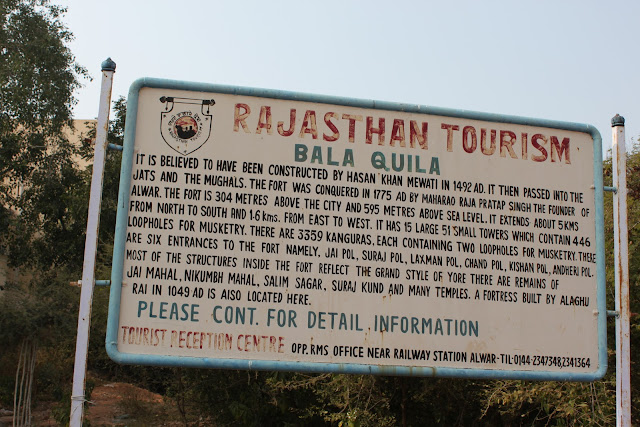 RAJASTHAN TOURISM
BALA QUILA
IT IS BELIEVED TO HAVE BEEN CONSTRUCTED BY HASAN KHAN MEWATI IN 1492 AD. IT THEN PASSED INTO THE
JATS AND THE MUGHALS. THE FORT WAS CONQUERED IN 1775 AD BY MAHARAO RAJA PRATAP SINGH THE FOUNDER OF
ALWAR. THE FORT IS 304 METRES ABOVE THE CITY AND 595 METRES ABOVE SEA LEVEL. IT EXTENDS ABOUT 5 KMS
FROM NORTH TO SOUTH AND 1.6 KMS. FROM EAST TO WEST. IT HAS 15 LARGE 51 SMALL TOWERS WHICH CONTAIN 446
LOOPHOLES FOR MUSKETRY. THERE ARE 3359 KANGURAS. EACH CONTAINING TWO LOOPHOLES FOR MUSKETRY. THERE
ARE SIX ENTRANCES TO THE FORT NAMELY. JAI POL, SURAJ POL, LAXMAN POL, CHAND POL, KISHAN POL, ANDHERI POL.
MOST OF THE STRUCTURES INSIDE THE FORT REFLECT THE GRAND STYLE OF YORE THERE ARE REMAINS OF
JAI MAHAL, NIKUMBH MAHAL, SALIM SAGAR, SURAJ KUND AND MANY TEMPLES. A FORTRESS BUILT BY ALAGHU
RAI IN 1049 AD IS AlSO LOCATED HERE.
PLEASE CONT. FOR DETAIL INFORMATION
TOURIST RECEPTION CENTRE OPP. RMS OFFICE NEAR RAILWAY STATION ALWAR-TIL-0144-2347348,2341364